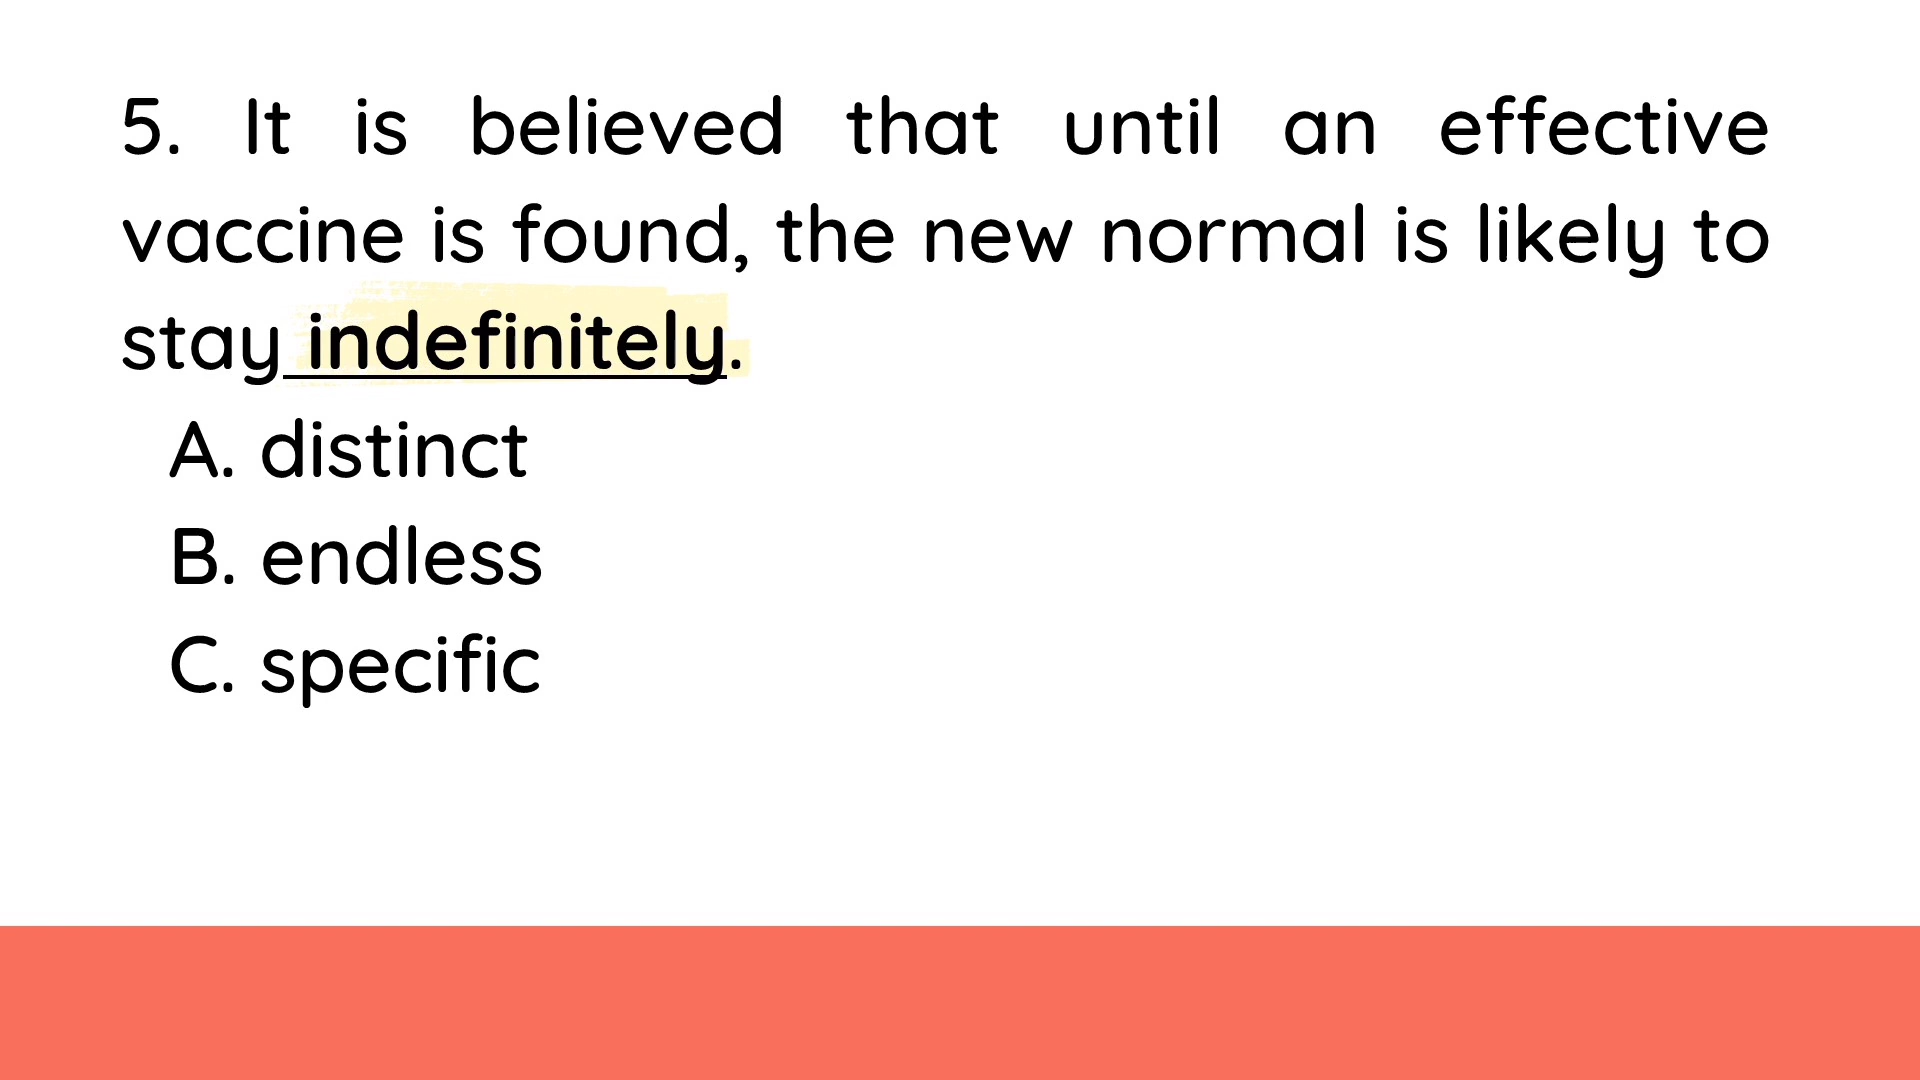 5. It is believed that until an effective
vaccine is found, the new normal is likely to
stay indefinitely.
A. distinct
B. endless
C. specific